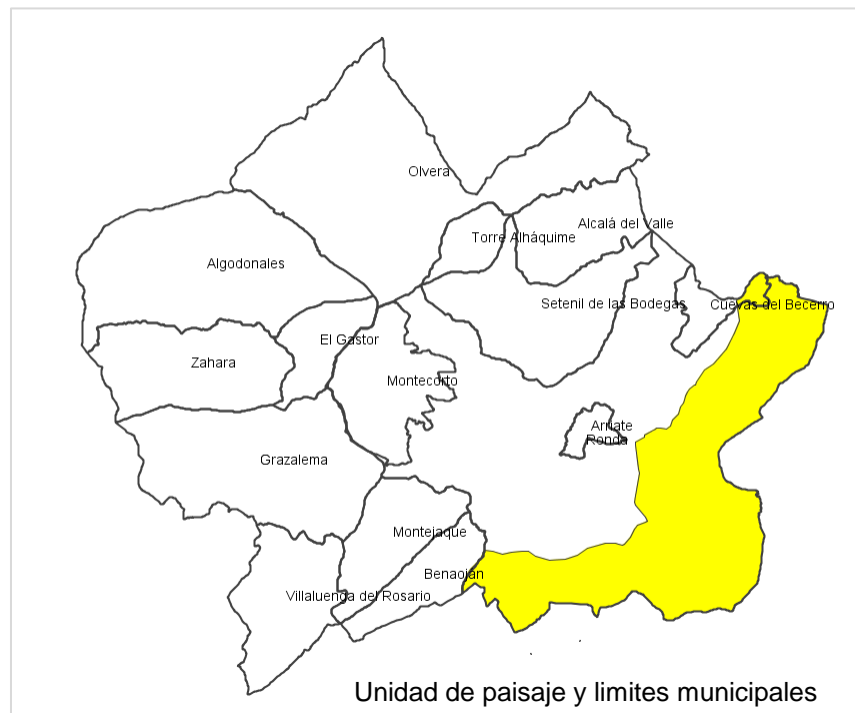 Olvera
Alcalá del Valle
Torre Alháquime
Algodonales
Setenil de las Bodegas
Cuevas del Becerro
El Gastor
Zahara
Montecorto
Arriate
Ronda
Grazalema
Montejaque
Benaoján
Villaluenga del Rosario
Unidad de paisaje y limites municipales